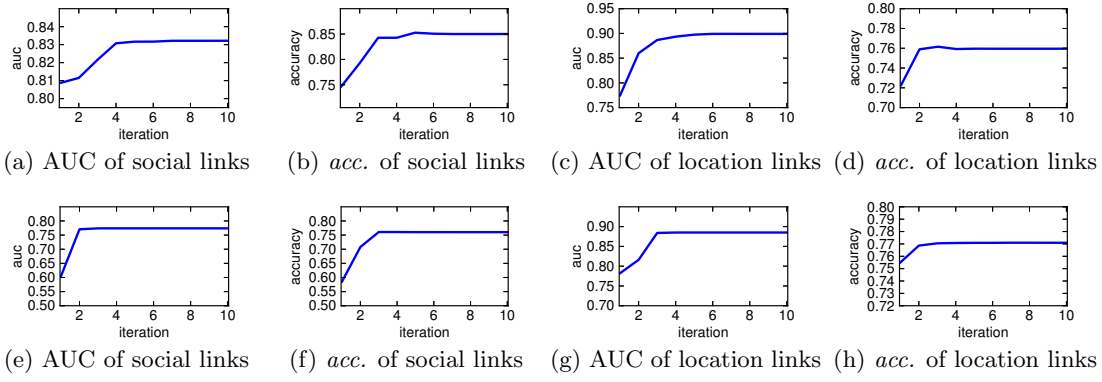 0.84
0.83
0.82
0.81
0.80
auc
2 4 6 8 10
iteration
(a) AUC of social links
0.85
0.75
accuracy
2 4 6 8 10
iteration
(b) acc. of social links
0.95
0.90
0.85
0.80
0.75
auc
2 4 6 8 10
iteration
(c) AUC of location links
0.80
0.78
0.76
0.74
0.72
0.70
accuracy
2 4 6 8 10
iteration
(d) acc. of location links
0.80
0.75
0.70
0.65
0.60
0.55
0.50
auc
2 4 6 8 10
iteration
(e) AUC of social links
0.80
0.75
0.70
0.65
0.60
0.55
0.50
accuracy
2 4 6 8 10
iteration
(f) acc. of social links
0.90
0.85
0.80
0.75
0.70
auc
2 4 6 8 10
iteration
(g) AUC of location links
0.80
0.79
0.78
0.77
0.76
0.75
0.74
0.73
0.72
accuracy
2 4 6 8 10
iteration
(h) acc. of location links